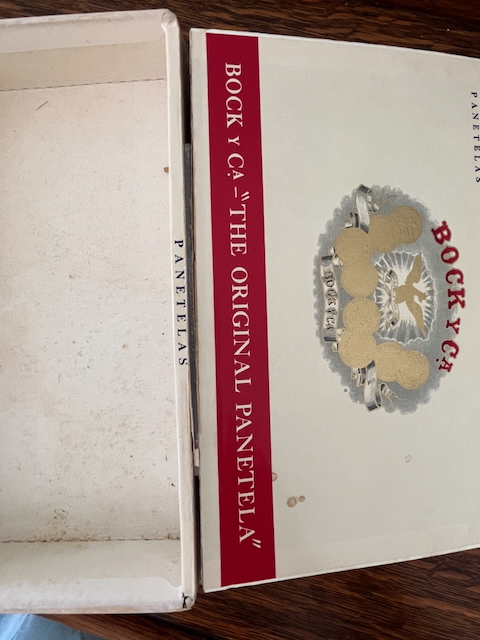 PANETELAS
BOCK Y CA
BOCK Y CA
BOCK Y CA.—"THE ORIGINAL PANETELA"
PANETELAS